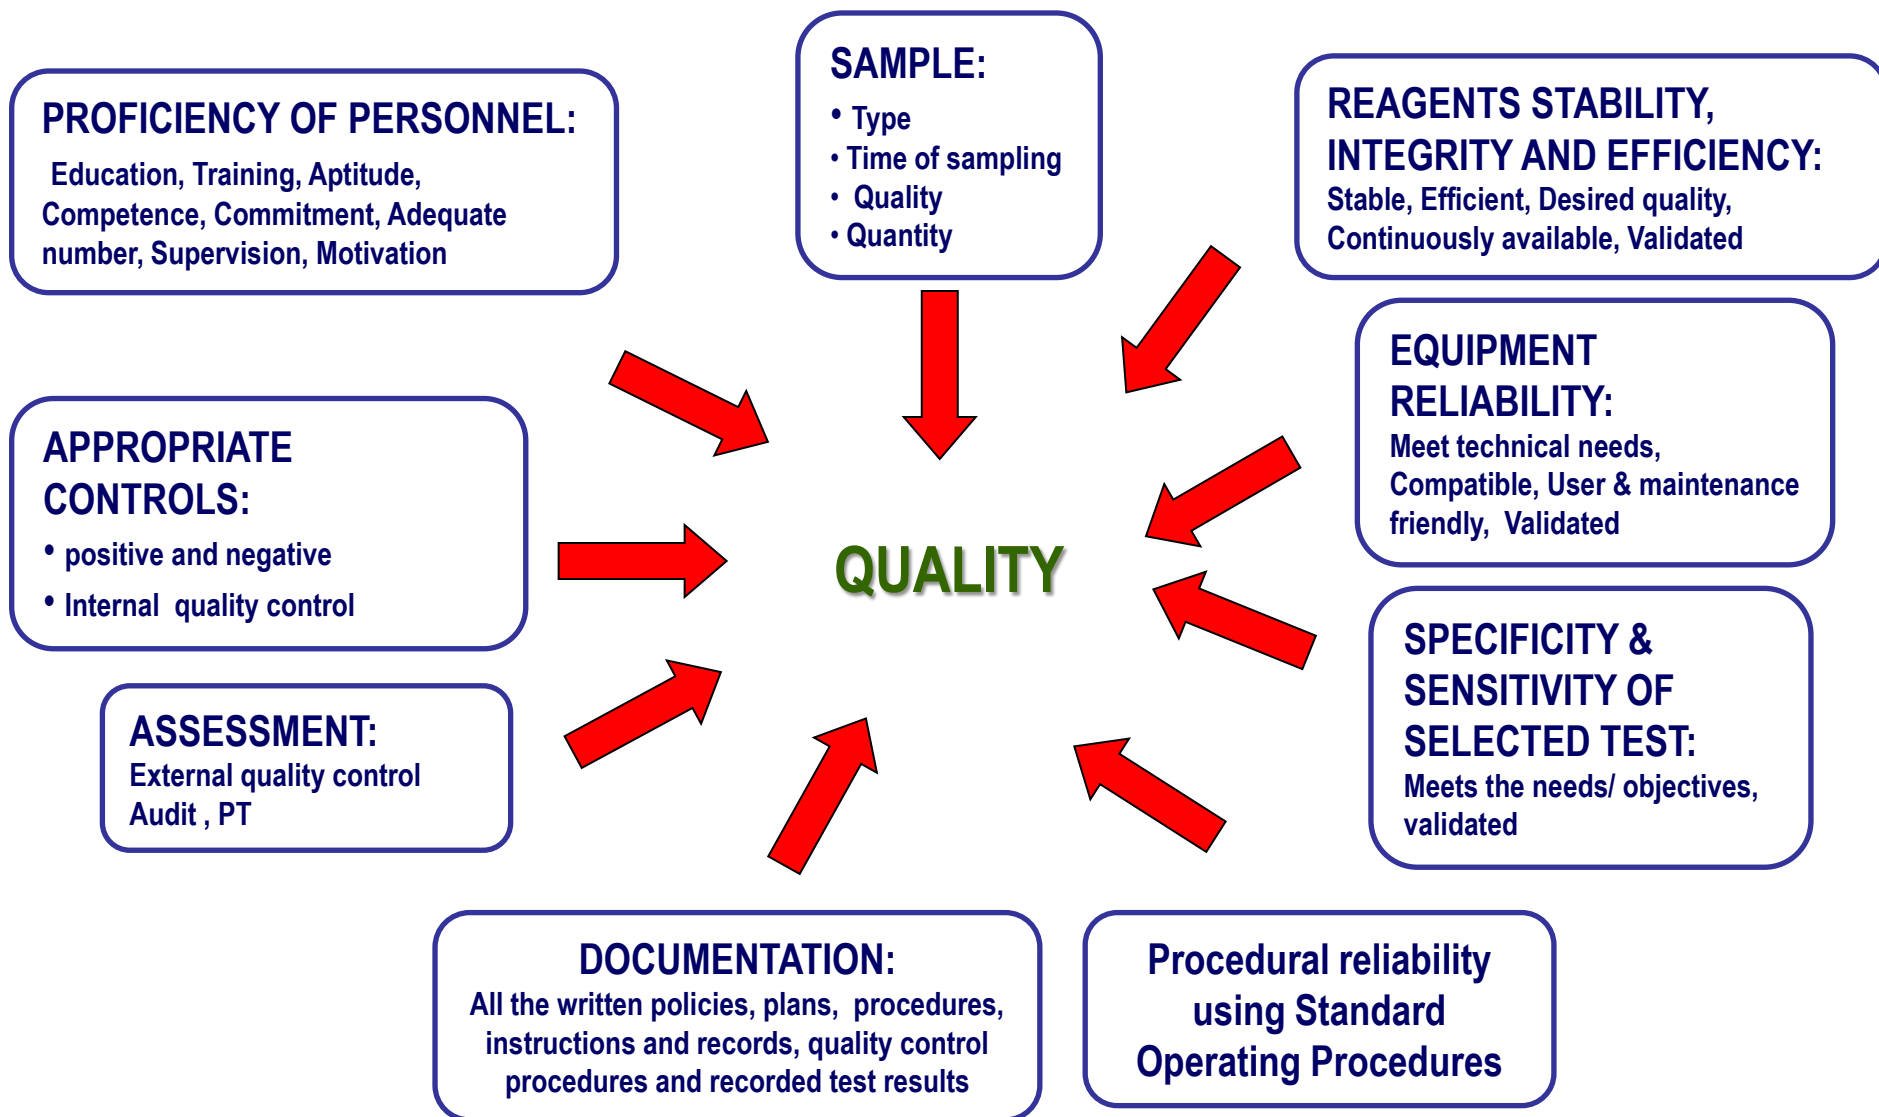 PROFICIENCY OF PERSONNEL:
Education, Training, Aptitude,
Competence, Commitment, Adequate
number, Supervision, Motivation
SAMPLE:
• Type
• Time of sampling
• Quality
• Quantity
REAGENTS STABILITY,
INTEGRITY AND EFFICIENCY:
Stable, Efficient, Desired quality,
Continuously available, Validated
EQUIPMENT
RELIABILITY:
Meet technical needs,
Compatible, User & maintenance
friendly, Validated
APPROPRIATE
CONTROLS:
• positive and negative
• Internal quality control
QUALITY
SPECIFICITY &
SENSITIVITY OF
SELECTED TEST:
Meets the needs/ objectives,
validated
ASSESSMENT:
External quality control
Audit , PT
DOCUMENTATION:
All the written policies, plans, procedures,
instructions and records, quality control
procedures and recorded test results
Procedural reliability
using Standard
Operating Procedures